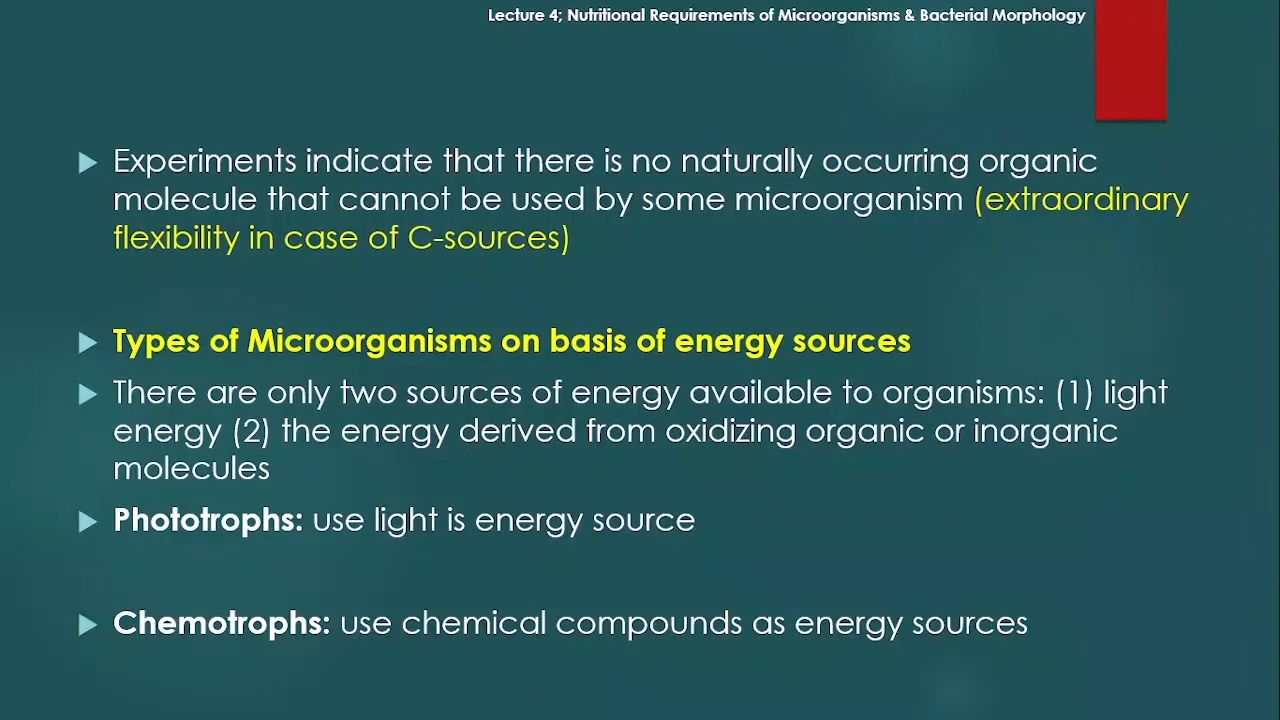 Lecture 4; Nutritional Requirements of Microorganisms & Bacterial Morphology
Experiments indicate that there is no naturally occurring organic
molecule that cannot be used by some microorganism (extraordinary
flexibility in case of C-sources)
Types of Microorganisms on basis of energy sources
There are only two sources of energy available to organisms: (1) light
energy (2) the energy derived from oxidizing organic or inorganic
molecules
Phototrophs: use light is energy source
Chemotrophs: use chemical compounds as energy sources